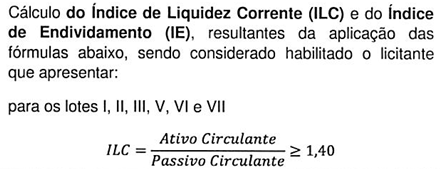 Cálculo do Índice de Liquidez Corrente (ILC) e do Índice
de Endividamento (IE), resultantes da aplicação das
fórmulas abaixo, sendo considerado habilitado o licitante
que apresentar:
para os lotes I, II, III, V, VI e VII
ILC = Ativo Circulante / Passivo Circulante ≥ 1,40